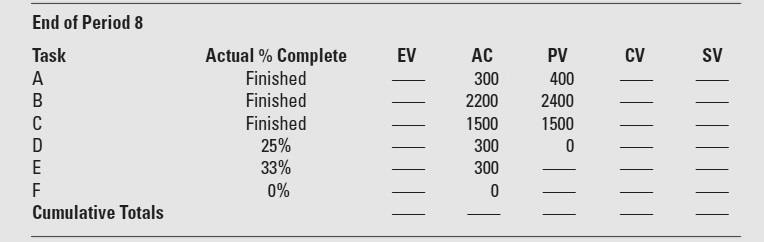 End of Period 8
Task Actual % Complete EV AC PV CV SV
A Finished 300 400
B Finished 2200 2400
C Finished 1500 1500
D 25% 300 0
E 33% 300
F 0% 0
Cumulative Totals